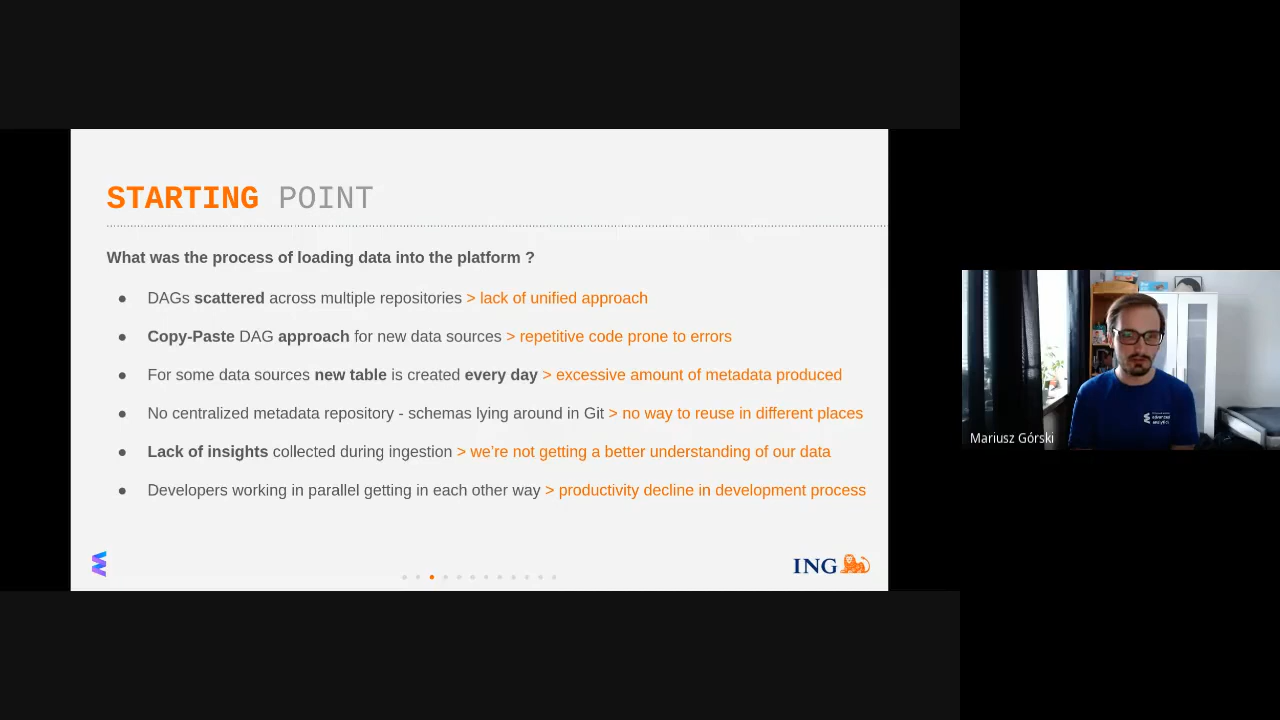 STARTING POINT
What was the process of loading data into the platform ?
● DAGs scattered across multiple repositories > lack of unified approach
● Copy-Paste DAG approach for new data sources > repetitive code prone to errors
● For some data sources new table is created every day > excessive amount of metadata produced
● No centralized metadata repository - schemas lying around in Git > no way to reuse in different places
● Lack of insights collected during ingestion > we’re not getting a better understanding of our data
● Developers working in parallel getting in each other way > productivity decline in development process
ING
Mariusz Górski
advanced
analytics